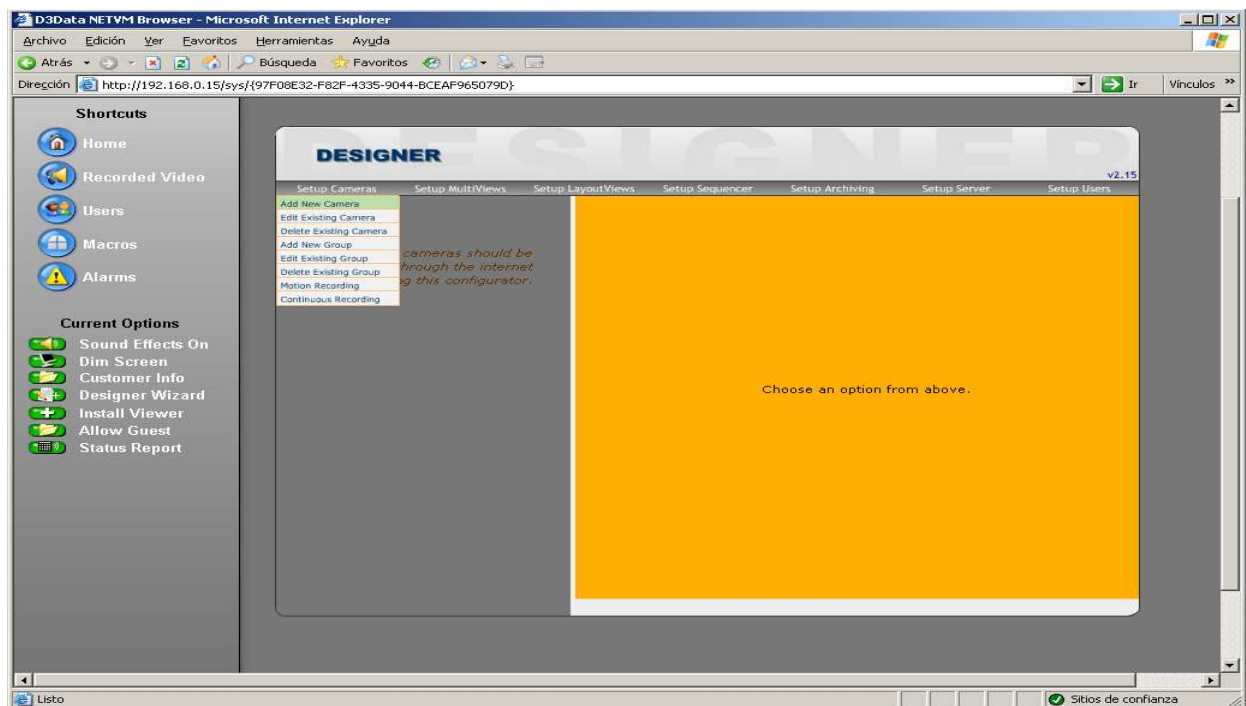 D3Data NETVM Browser - Microsoft Internet Explorer
Archivo Edición Ver Favoritos Herramientas Ayuda
Atrás Búsqueda Favoritos
Dirección http://192.168.0.15/sys/{97F08E32-F82F-4335-9044-BCEAF965079D} Ir Vínculos »
Shortcuts
Home
Recorded Video
Users
Macros
Alarms
Current Options
Sound Effects On
Dim Screen
Customer Info
Designer Wizard
Install Viewer
Allow Guest
Status Report
DESIGNER
DESIGNER
v2.15
Setup Cameras Setup MultiViews Setup LayoutViews Setup Sequencer Setup Archiving Setup Server Setup Users
Add New Camera
Edit Existing Camera
Delete Existing Camera
Add New Group
Edit Existing Group
Delete Existing Group
Motion Recording
Continuous Recording
cameras should be
hrough the internet
g this configurator.
Choose an option from above.
Listo
Sitios de confianza